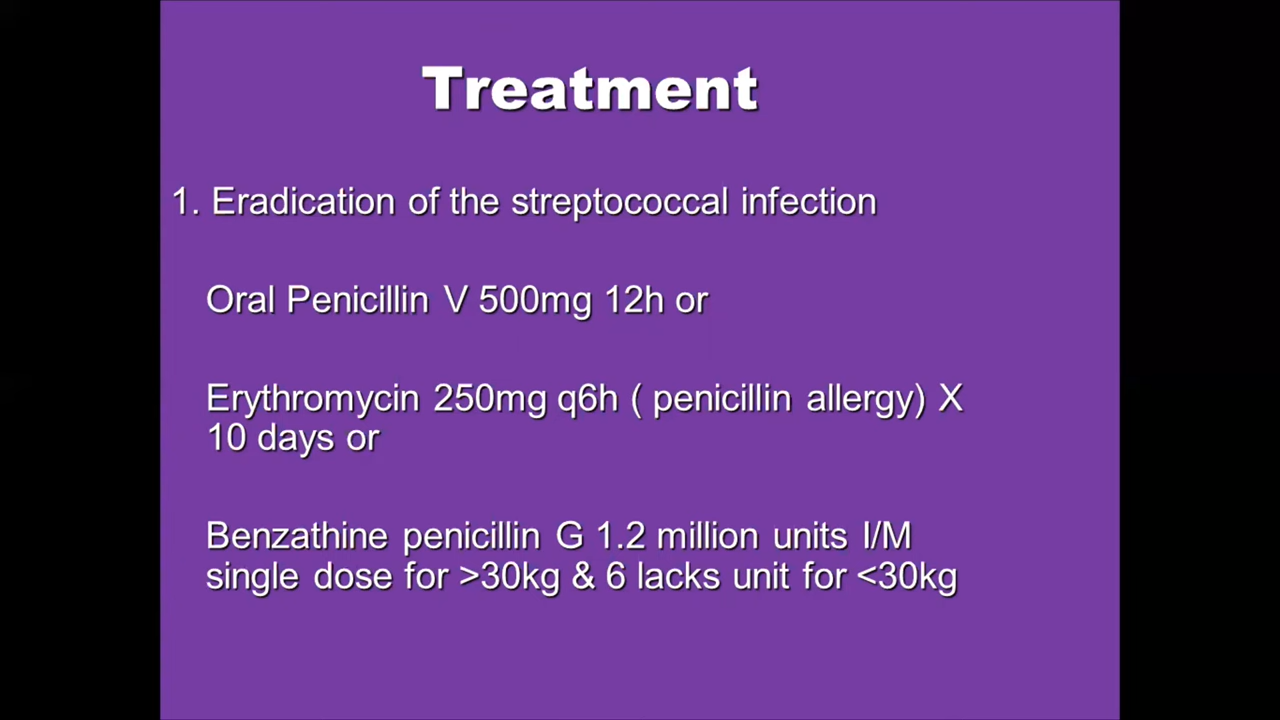 Treatment
1. Eradication of the streptococcal infection
Oral Penicillin V 500mg 12h or
Erythromycin 250mg q6h ( penicillin allergy) X
10 days or
Benzathine penicillin G 1.2 million units I/M
single dose for >30kg & 6 lacks unit for <30kg